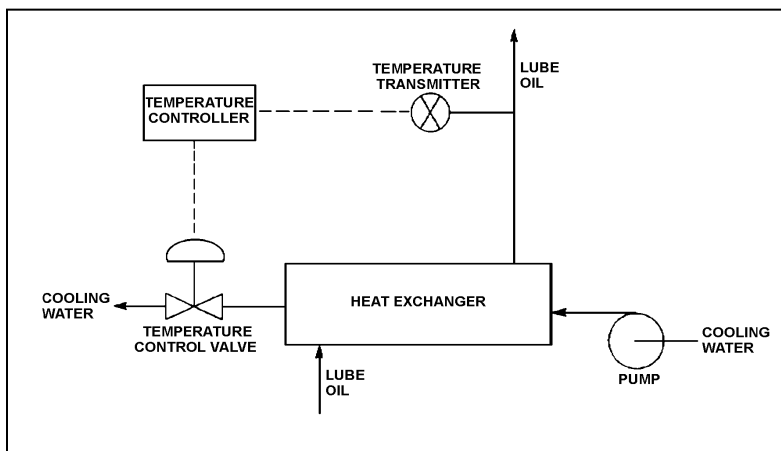 LUBE
OIL
TEMPERATURE
TRANSMITTER
TEMPERATURE
CONTROLLER
HEAT EXCHANGER
COOLING
WATER
TEMPERATURE
CONTROL VALVE
COOLING
WATER
PUMP
LUBE
OIL